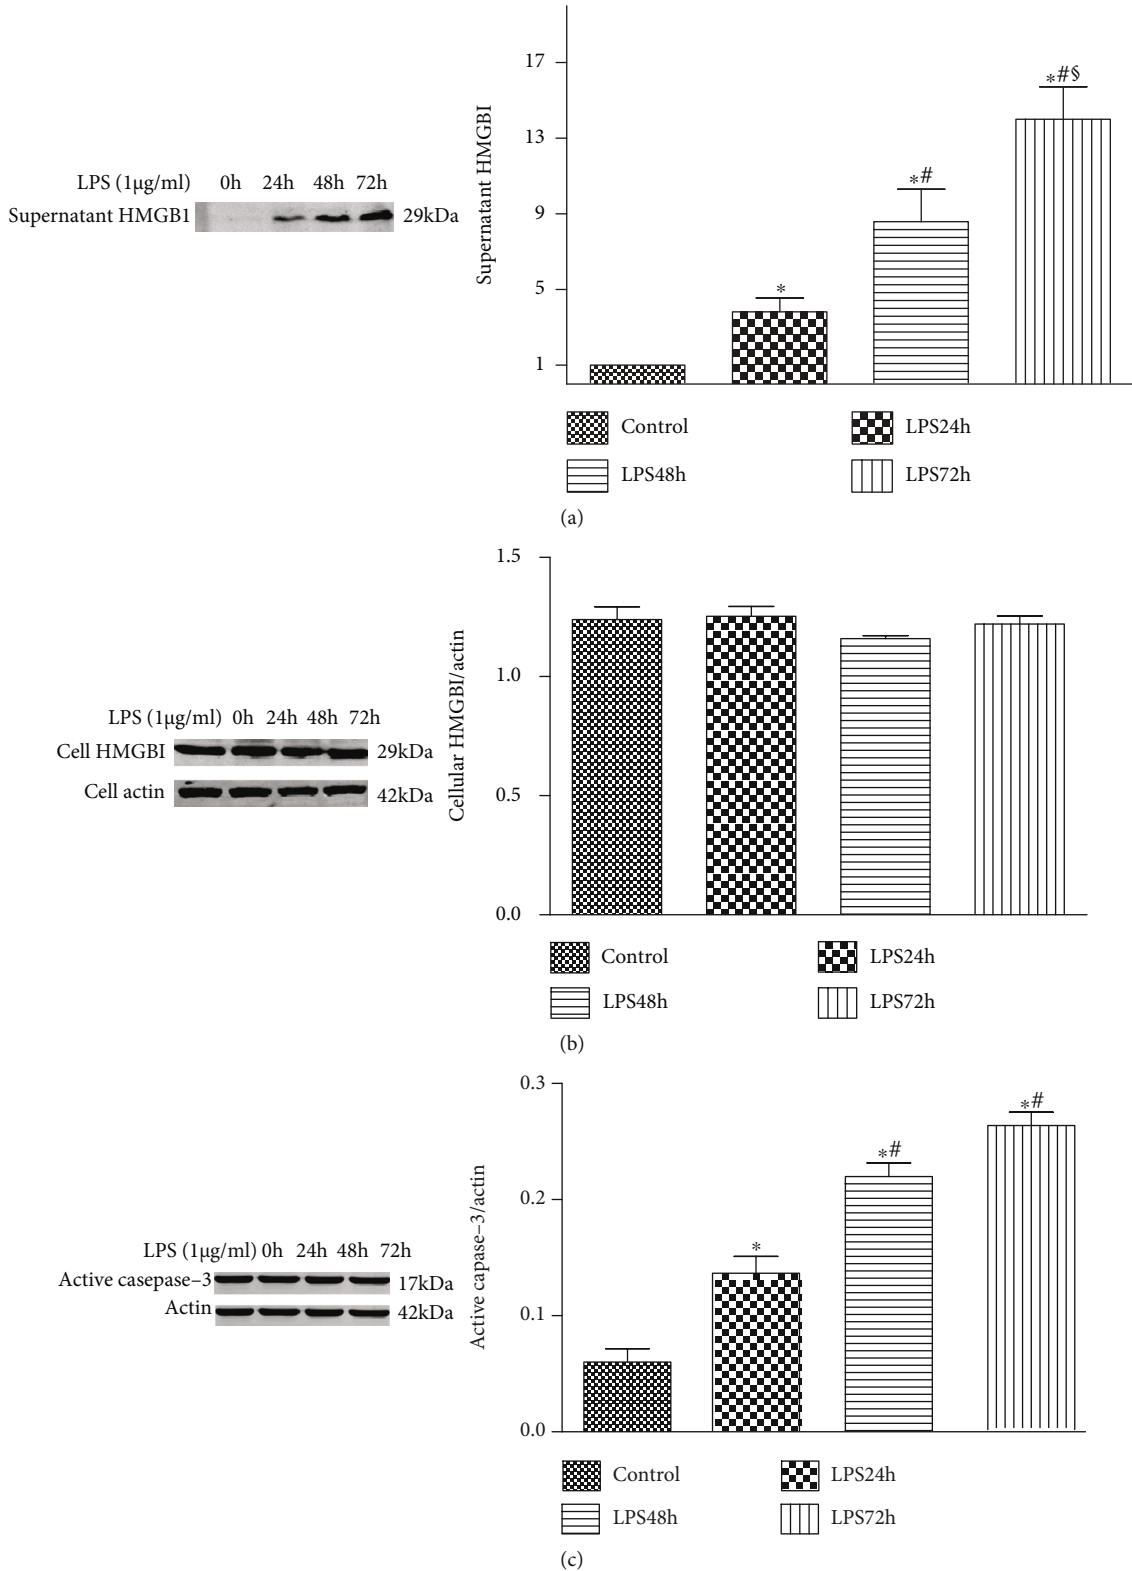 LPS (1μg/ml) 0h 24h 48h 72h
Supernatant HMGB1 29kDa
Supernatant HMGBI
17
13
9
5
1
*
*#
*#§
Control LPS24h
LPS48h LPS72h
(a)
LPS (1μg/ml) 0h 24h 48h 72h
Cell HMGBI 29kDa
Cell actin 42kDa
Cellular HMGBI/actin
1.5
1.0
0.5
0.0
Control LPS24h
LPS48h LPS72h
(b)
LPS (1μg/ml) 0h 24h 48h 72h
Active casepase–3 17kDa
Actin 42kDa
Active capase–3/actin
0.3
0.2
0.1
0.0
*
*#
*#
Control LPS24h
LPS48h LPS72h
(c)